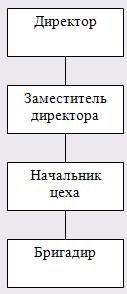 Директор
Заместитель
директора
Начальник
цеха
Бригадир